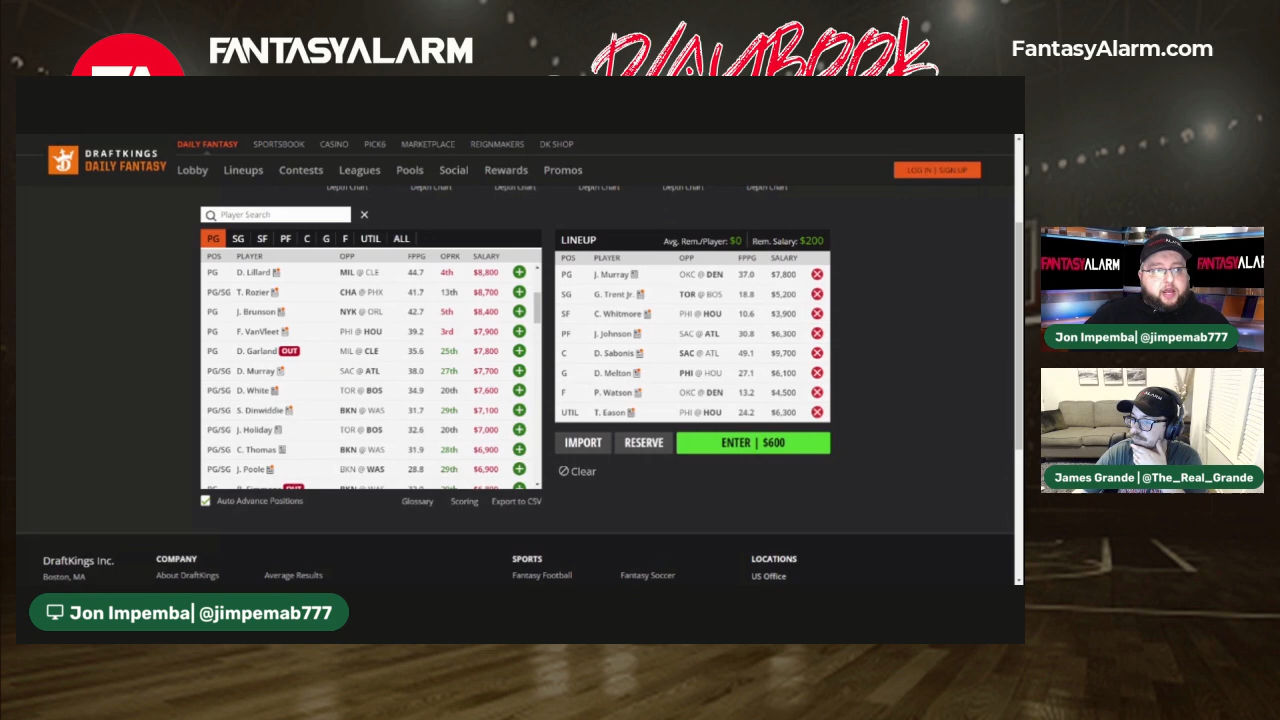 FANTASYALARM
PLAYBOOK
FantasyAlarm.com
DRAFTKINGS
DAILY FANTASY
DAILY FANTASY SPORTSBOOK CASINO PICK6 MARKETPLACE REIGNMAKERS DK SHOP
Lobby Lineups Contests Leagues Pools Social Rewards Promos
LOG IN | SIGN UP
Depth Chart Depth Chart Depth Chart Depth Chart Depth Chart Depth Chart
Player Search
PG SG SF PF C G F UTIL ALL
POS PLAYER OPP FPPG OPRK SALARY
PG D. Lillard MIL @ CLE 44.7 4th $8,800
PG/SG T. Rozier CHA @ PHX 41.7 13th $8,700
PG J. Brunson NYK @ ORL 42.7 5th $8,400
PG F. VanVleet PHI @ HOU 39.2 3rd $7,900
PG D. Garland OUT MIL @ CLE 35.6 25th $7,800
PG/SG D. Murray SAC @ ATL 38.0 27th $7,700
PG/SG D. White TOR @ BOS 34.9 20th $7,600
PG/SG S. Dinwiddie BKN @ WAS 31.7 29th $7,100
PG/SG J. Holiday TOR @ BOS 32.6 20th $7,000
PG/SG C. Thomas BKN @ WAS 31.9 28th $6,900
PG/SG J. Poole BKN @ WAS 28.8 29th $6,900
Auto Advance Positions
Glossary Scoring Export to CSV
LINEUP Avg. Rem./Player: $0 Rem. Salary: $200
POS PLAYER OPP FPPG SALARY
PG J. Murray OKC @ DEN 37.0 $7,800
SG G. Trent Jr. TOR @ BOS 18.8 $5,200
SF C. Whitmore PHI @ HOU 10.6 $3,900
PF J. Johnson SAC @ ATL 30.8 $6,300
C D. Sabonis SAC @ ATL 49.1 $9,700
G D. Melton PHI @ HOU 27.1 $6,100
F P. Watson OKC @ DEN 13.2 $4,500
UTIL T. Eason PHI @ HOU 24.2 $6,300
IMPORT RESERVE ENTER | $600
Clear
DraftKings Inc.
Boston, MA
COMPANY
About DraftKings Average Results
SPORTS
Fantasy Football Fantasy Soccer
LOCATIONS
US Office
Jon Impemba| @jimpemab777
FANTASYALARM
FANTASYALAR
Jon Impemba| @jimpemab777
James Grande | @The_Real_Grande